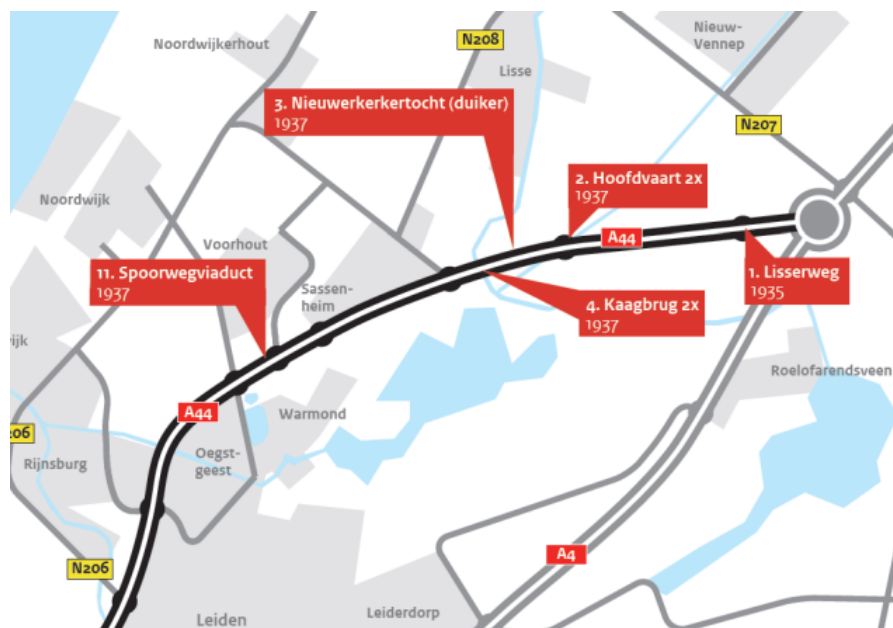 Noordwijkerhout
N208
Nieuw-
Vennep
Lisse
3. Nieuwerkerkertocht (duiker)
1937
N207
2. Hoofdvaart 2x
1937
Noordwijk
Voorhout
A44
11. Spoorwegviaduct
1937
Sassen-
heim
1. Lisserweg
1935
4. Kaagbrug 2x
1937
ijk
Roelofarendsveen
A44
Warmond
206
Oegst-
geest
Rijnsburg
A4
N206
Leiden
Leiderdorp